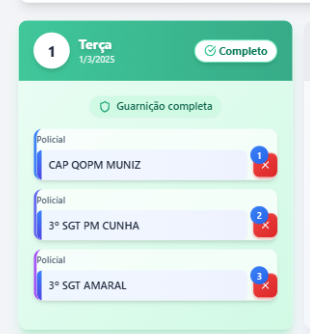 1
Terça
1/3/2025
Completo
Guarnição completa
Policial
CAP QOPM MUNIZ
1
×
Policial
3º SGT PM CUNHA
2
×
Policial
3º SGT AMARAL
3
×